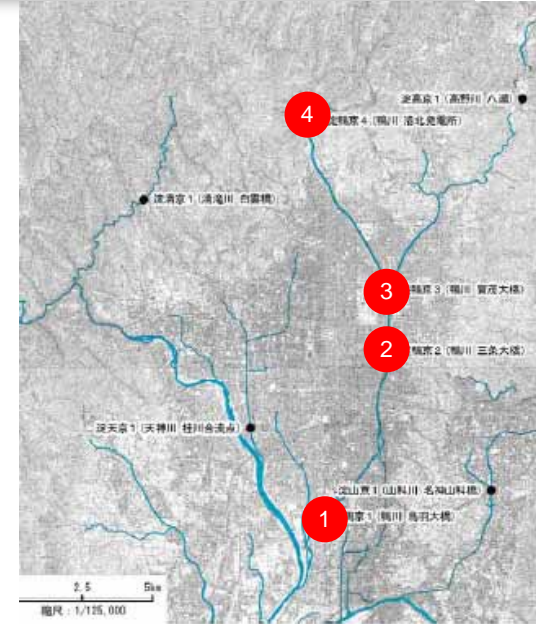 淀高京1(高野川 八瀬)
4
淀鴨京4(鴨川 洛北発電所)
淀清京1(清滝川 白雲橋)
3
鴨京3(鴨川 賀茂大橋)
2
鴨京2(鴨川 三条大橋)
淀天京1(天神川 桂川合流点)
淀山京1(山科川 名神山科橋)
1
鴨京1(鴨川 鳥羽大橋)
2.5 5km
縮尺:1/125,000